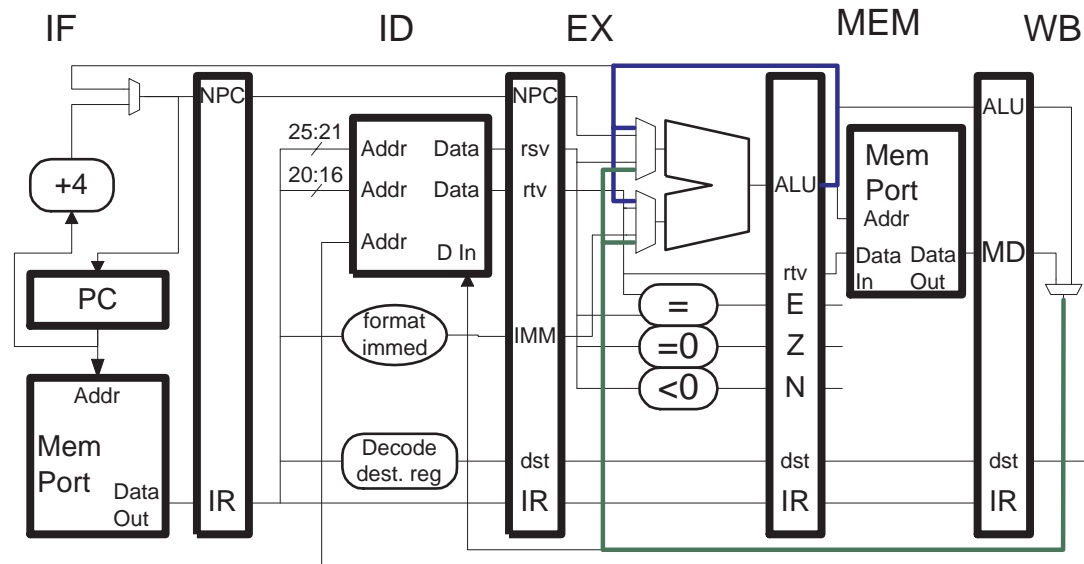 IF
ID
EX
MEM
WB
NPC
+4
PC
Addr
Mem
Port
Data
Out
IR
25:21
20:16
Addr
Data
Addr
Data
Addr
D In
format
immed
Decode
dest. reg
NPC
rsv
rtv
IMM
dst
IR
=
=0
<0
ALU
rtv
E
Z
N
dst
IR
Mem
Port
Addr
Data
In
Data
Out
ALU
MD
dst
IR